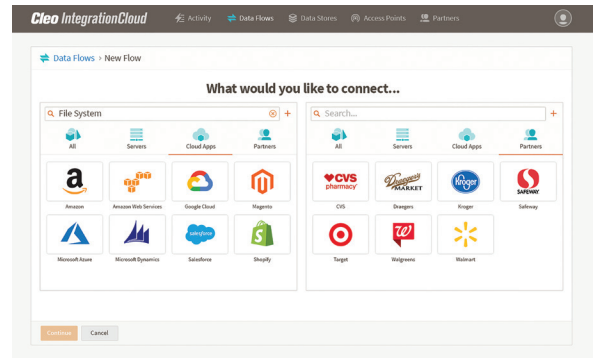 Cleo IntegrationCloud Activity Data Flows Data Stores Access Points Partners
Data Flows › New Flow
What would you like to connect...
File System + Search... +
All Servers Cloud Apps Partners All Servers Cloud Apps Partners
a CVS pharmacy Draeger's MARKET Kroger SAFEWAY
Amazon Amazon Web Services Google Cloud Magento CVS Draegers Kroger Safeway
salesforce
Microsoft Azure Microsoft Dynamics Salesforce Shopify Target Walgreens Walmart
Continue Cancel